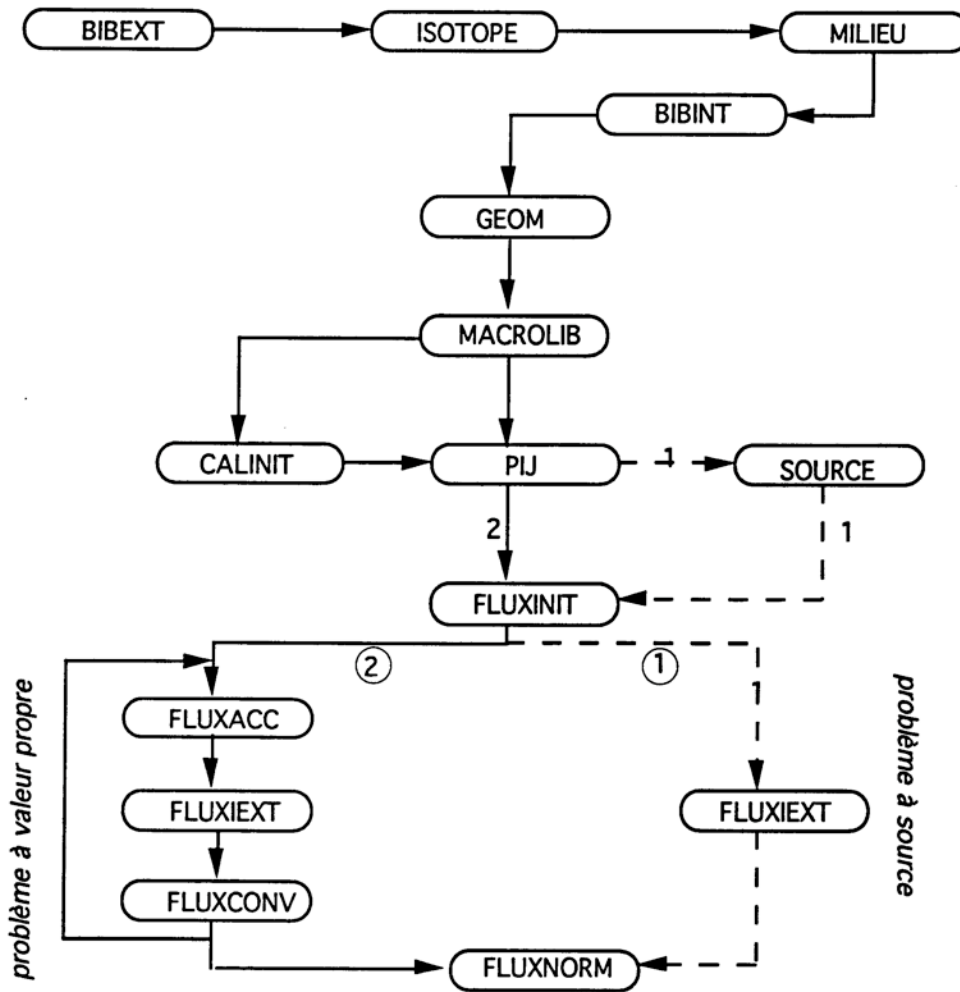 BIBEXT
ISOTOPE
MILIEU
BIBINT
GEOM
MACROLIB
CALINIT
PIJ
1
SOURCE
2
1
FLUXINIT
2
1
1
problème à valeur propre
FLUXACC
problème à source
FLUXIEXT
FLUXIEXT
FLUXCONV
FLUXNORM